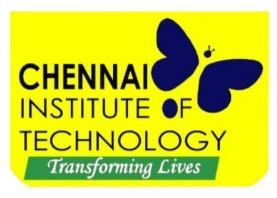 CHENNAI
INSTITUTE OF
TECHNOLOGY
Transforming Lives